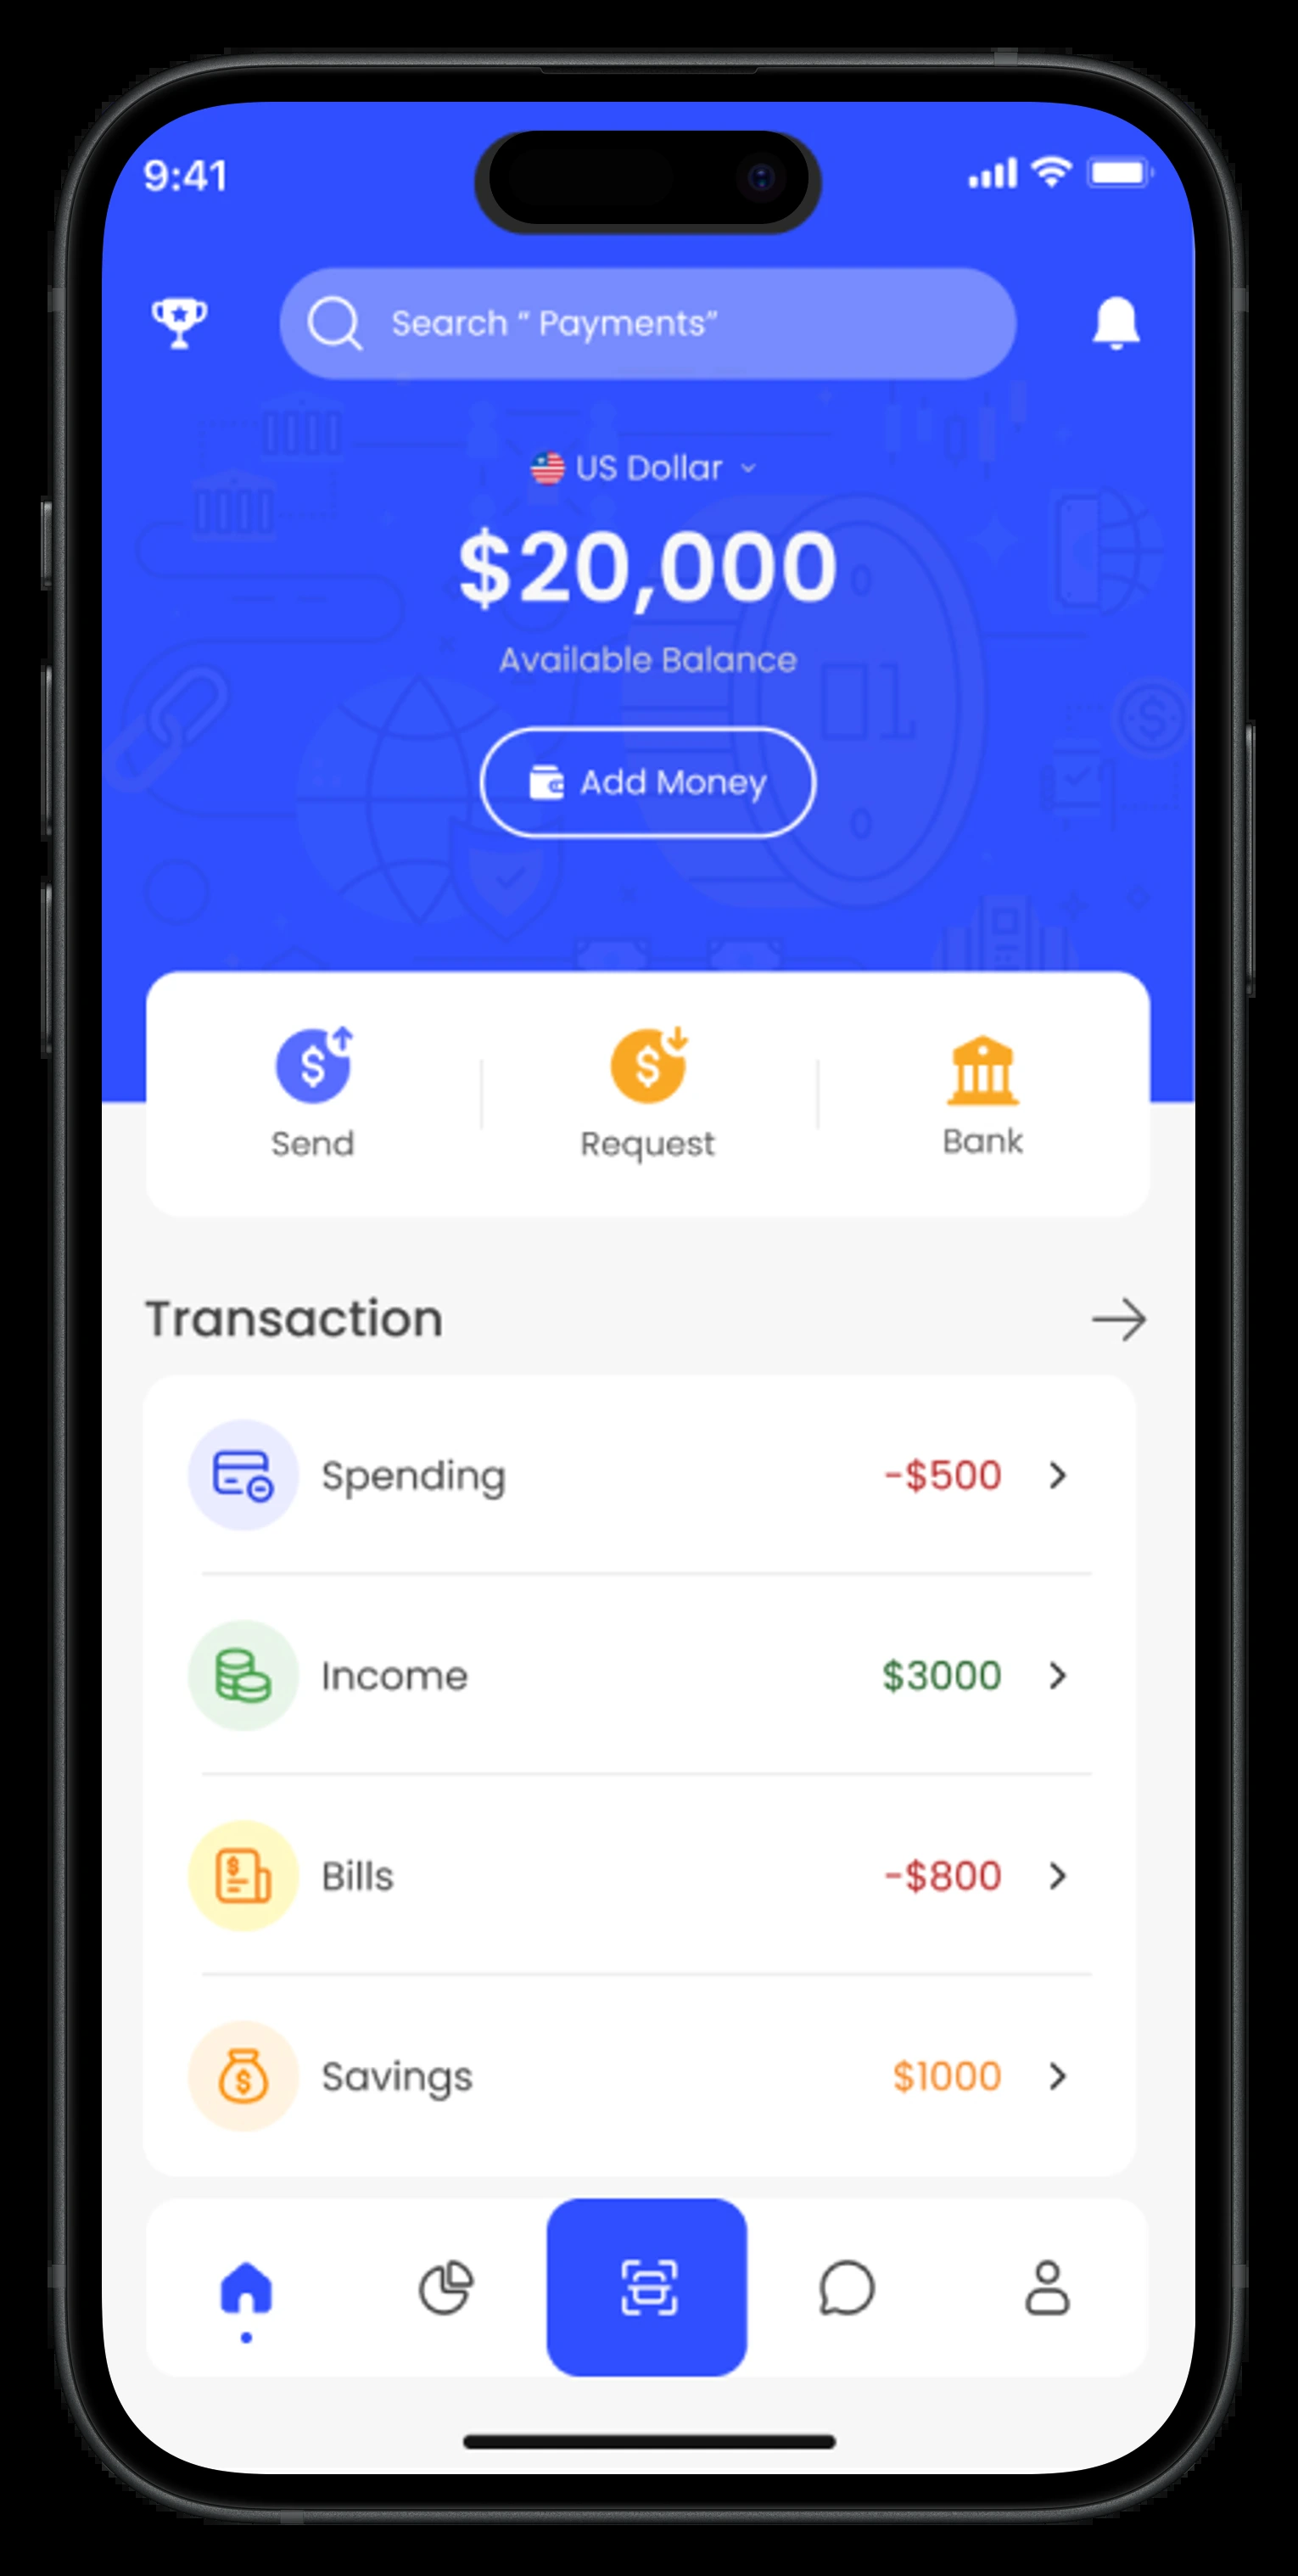 9:41
Search “ Payments”
US Dollar
$20,000
Available Balance
Add Money
Send
Request
Bank
Transaction
Spending -$500
Income $3000
Bills -$800
Savings $1000